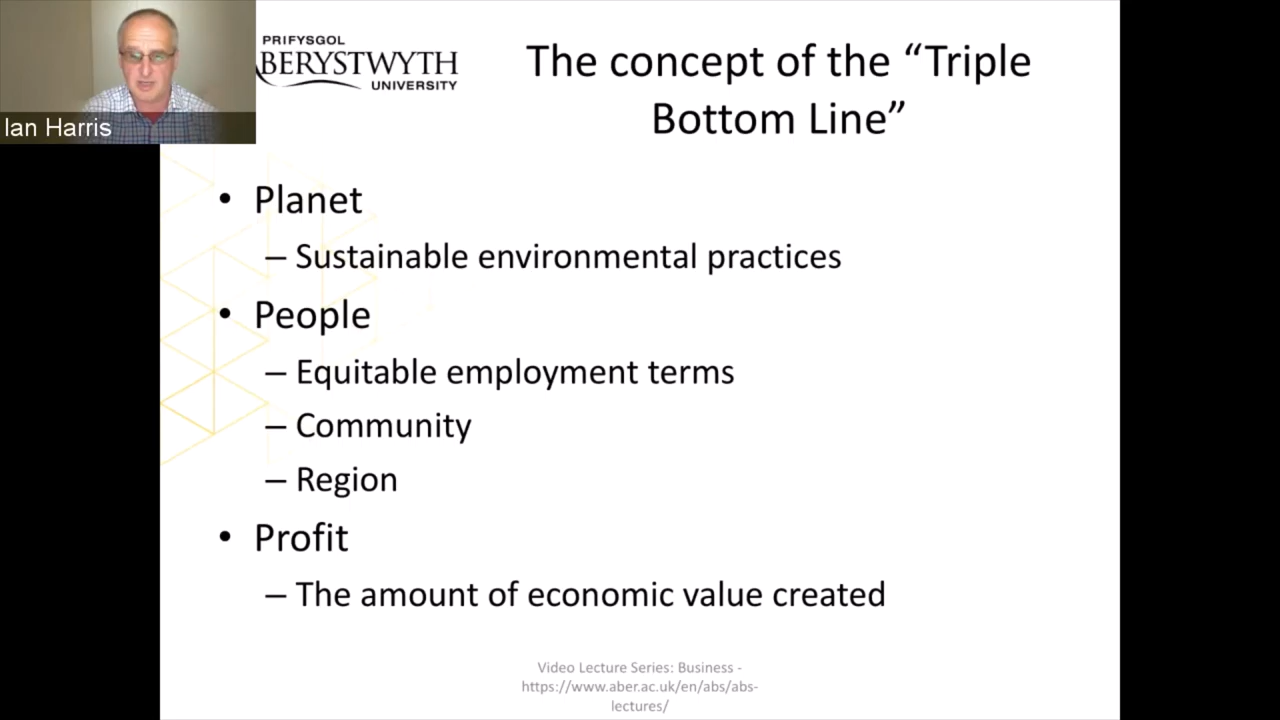 Ian Harris
PRIFYSGOL
ABERYSTWYTH
UNIVERSITY
The concept of the “Triple
Bottom Line”
• Planet
– Sustainable environmental practices
• People
– Equitable employment terms
– Community
– Region
• Profit
– The amount of economic value created
Video Lecture Series: Business -
https://www.aber.ac.uk/en/abs/abs-
lectures/